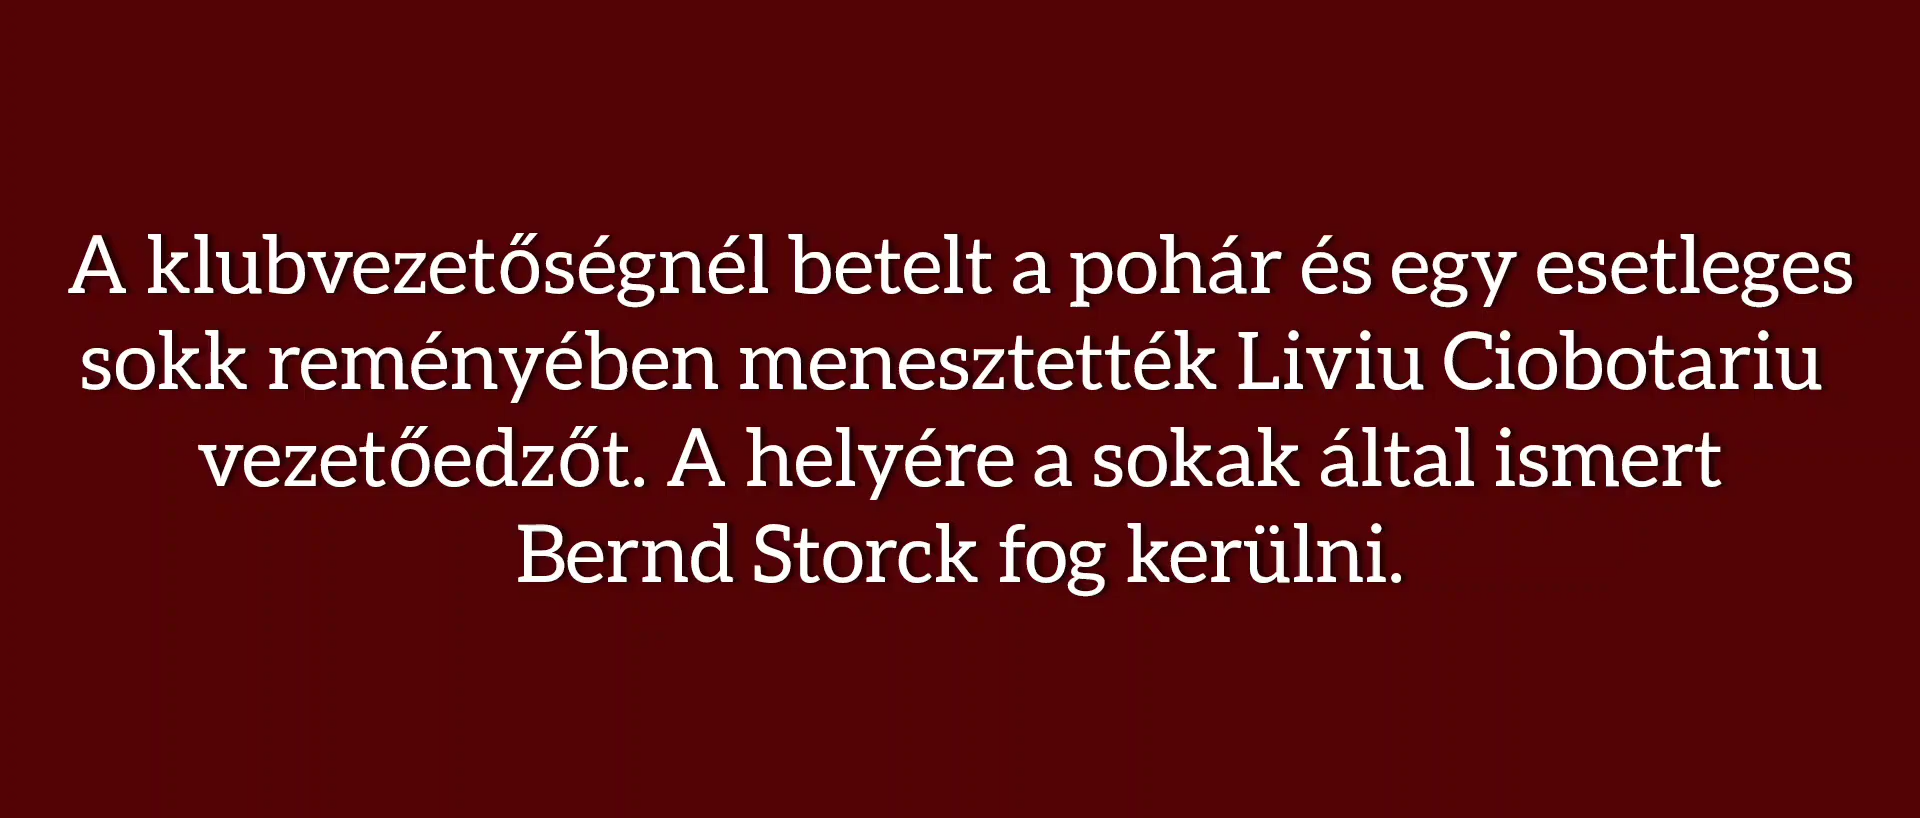 A klubvezetőségnél betelt a pohár és egy esetleges
sokk reményében menesztették Liviu Ciobotariu
vezetőedzőt. A helyére a sokak által ismert
Bernd Storck fog kerülni.